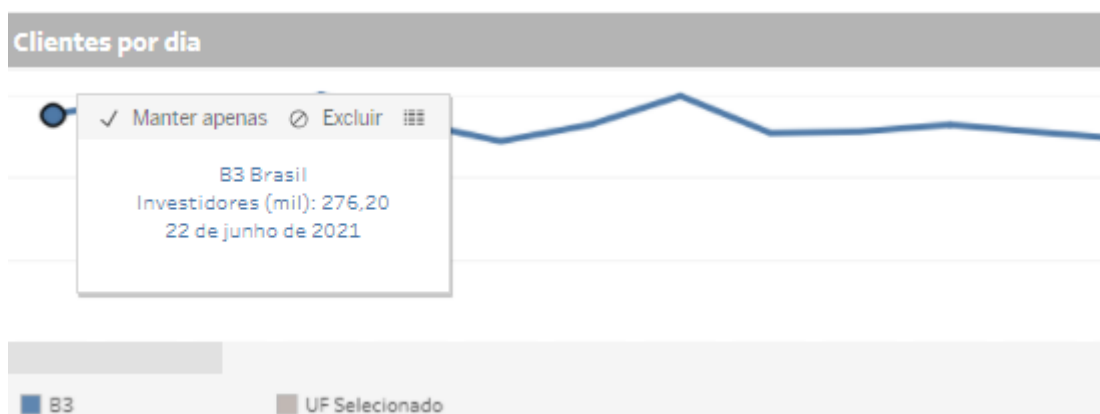 Clientes por dia
Manter apenas Excluir
B3 Brasil
Investidores (mil): 276,20
22 de junho de 2021
B3 UF Selecionado